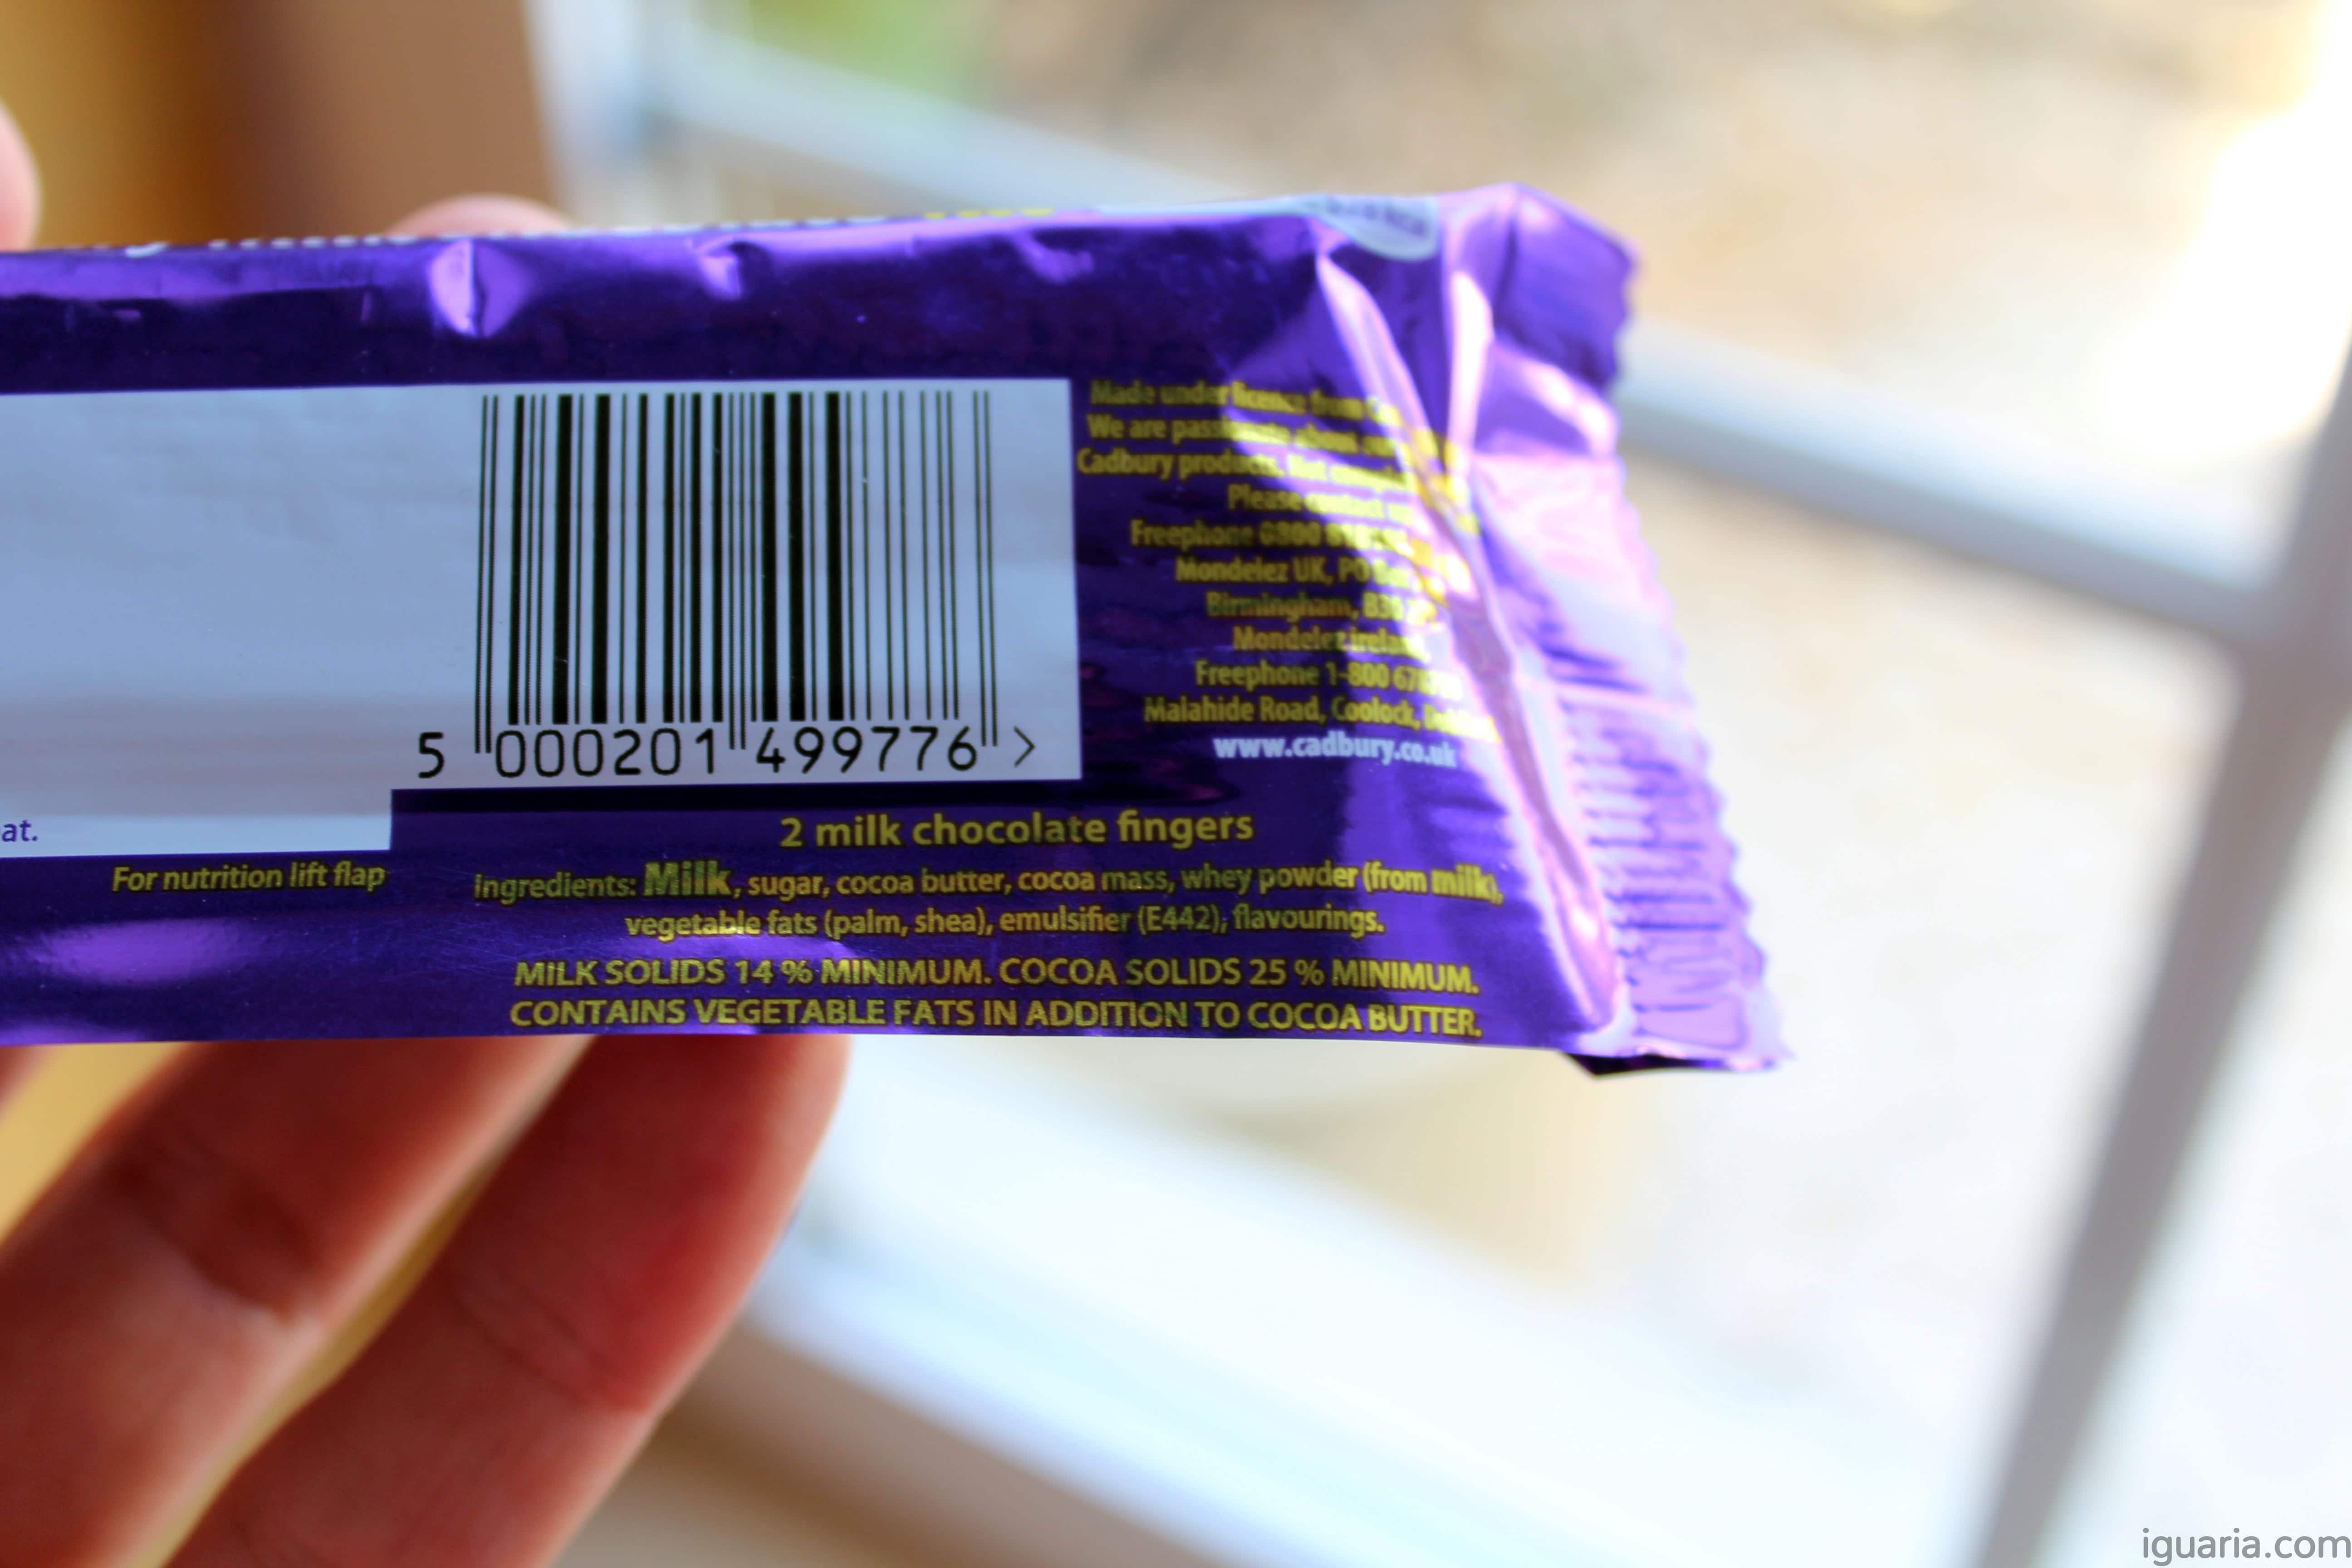 Made under licence from
We are passionate about our
Cadbury products.
Please contact
Freephone 0800
Mondelez UK, PO Box
Birmingham, B30
Mondelez Ireland
Freephone 1-800
Malahide Road, Coolock,
www.cadbury.co.uk
5 000201 499776 >
at.
2 milk chocolate fingers
For nutrition lift flap
Ingredients: Milk, sugar, cocoa butter, cocoa mass, whey powder (from milk),
vegetable fats (palm, shea), emulsifier (E442), flavourings.
MILK SOLIDS 14 % MINIMUM. COCOA SOLIDS 25 % MINIMUM.
CONTAINS VEGETABLE FATS IN ADDITION TO COCOA BUTTER.
iguaria.com